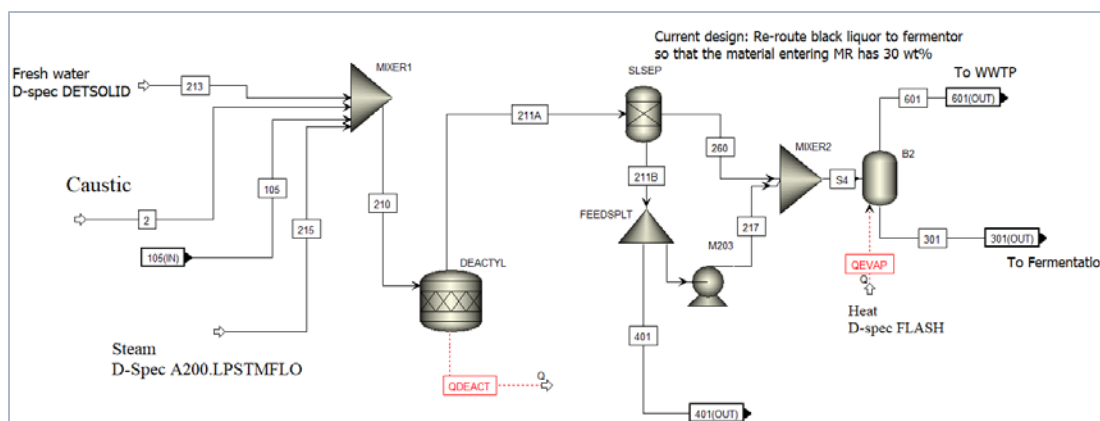 Current design: Re-route black liquor to fermentor
so that the material entering MR has 30 wt%
Fresh water
D-spec DETSOLID
213
MIXER1
Caustic
2
105(IN)
105
215
Steam
D-Spec A200.LPSTMFLO
210
DEACTYL
QDEACT
Q
211A
SLSEP
211B
FEEDSPLT
260
217
M203
401
401(OUT)
MIXER2
S4
B2
To WWTP
601
601(OUT)
301
301(OUT)
To Fermentatio
QEVAP
Q
Heat
D-spec FLASH